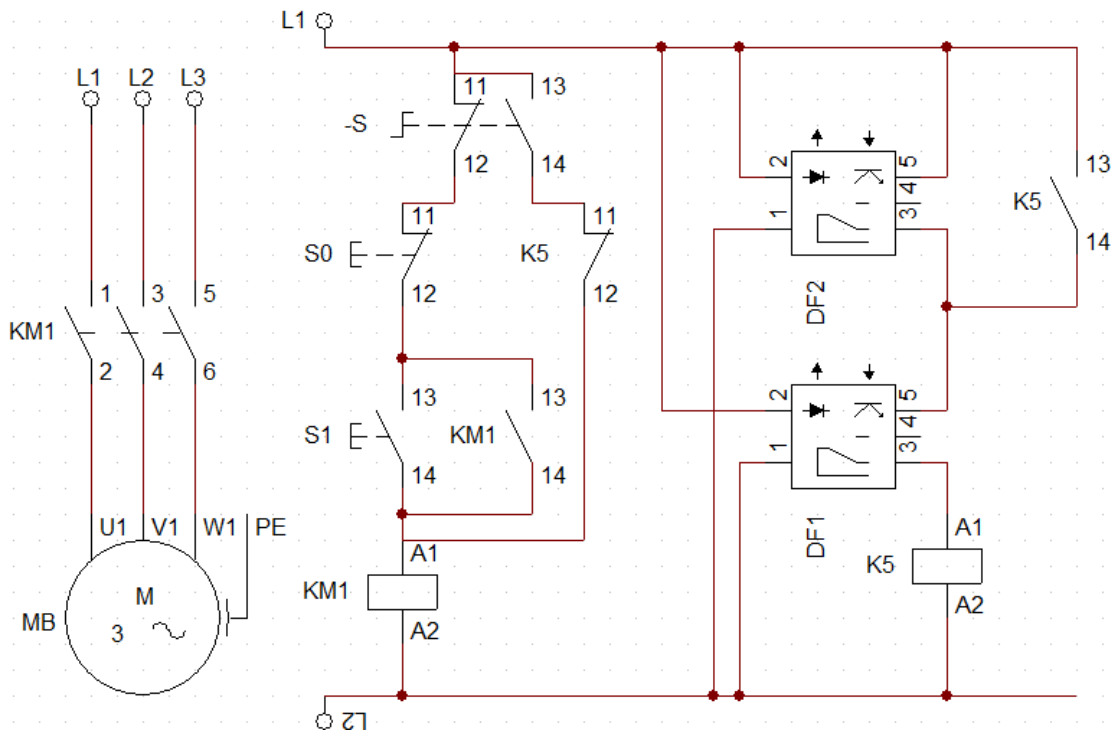 L1
L1 L2 L3
11 13
-S
12 14
2 5
4
1 3
13
K5
14
11 11
S0 K5
12 12
DF2
1 3 5
KM1
2 4 6
13 13
S1 KM1
14 14
2 5
4
1 3
DF1
U1 V1 W1 PE
M
MB 3
A1
KM1
A2
A1
K5
A2
L2